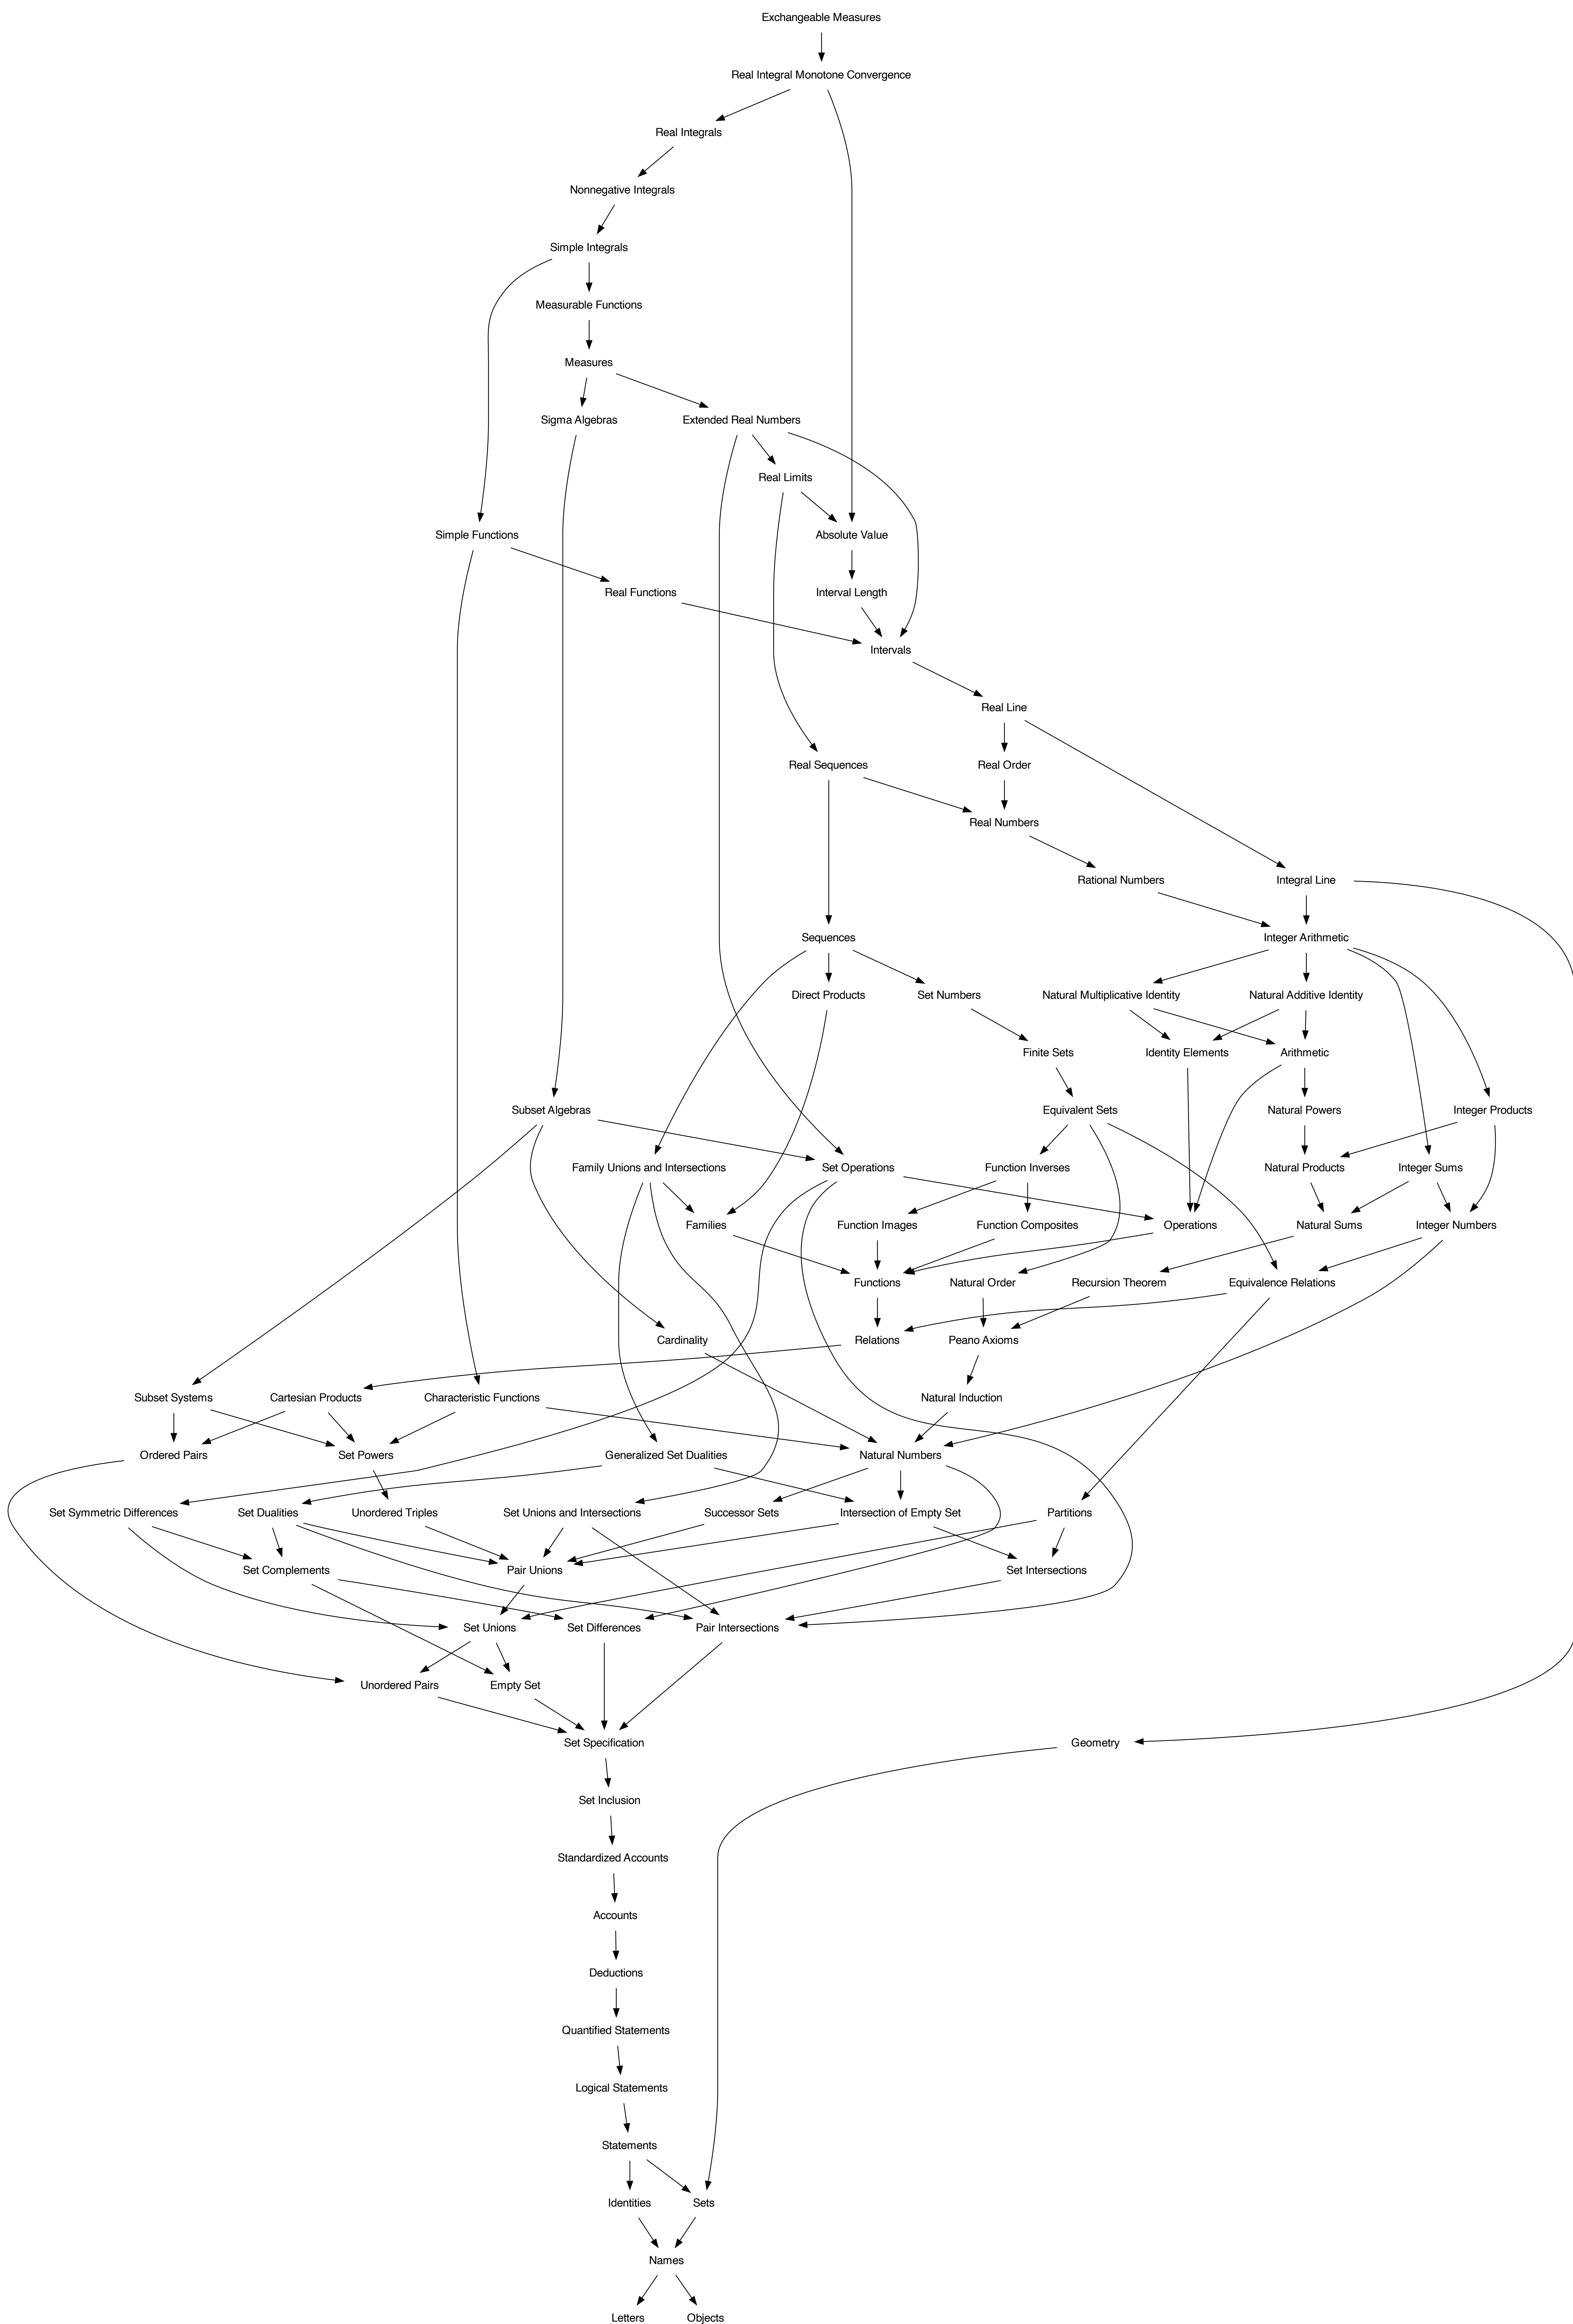 Exchangeable Measures
Real Integral Monotone Convergence
Real Integrals
Nonnegative Integrals
Simple Integrals
Measurable Functions
Measures
Sigma Algebras
Extended Real Numbers
Real Limits
Simple Functions
Absolute Value
Real Functions
Interval Length
Intervals
Real Line
Real Sequences
Real Order
Real Numbers
Rational Numbers
Integral Line
Sequences
Integer Arithmetic
Direct Products
Set Numbers
Natural Multiplicative Identity
Natural Additive Identity
Finite Sets
Identity Elements
Arithmetic
Subset Algebras
Equivalent Sets
Natural Powers
Integer Products
Family Unions and Intersections
Set Operations
Function Inverses
Natural Products
Integer Sums
Families
Function Images
Function Composites
Operations
Natural Sums
Integer Numbers
Functions
Natural Order
Recursion Theorem
Equivalence Relations
Cardinality
Relations
Peano Axioms
Subset Systems
Cartesian Products
Characteristic Functions
Natural Induction
Ordered Pairs
Set Powers
Generalized Set Dualities
Natural Numbers
Set Symmetric Differences
Set Dualities
Unordered Triples
Set Unions and Intersections
Successor Sets
Intersection of Empty Set
Partitions
Set Complements
Pair Unions
Set Intersections
Set Unions
Set Differences
Pair Intersections
Unordered Pairs
Empty Set
Set Specification
Geometry
Set Inclusion
Standardized Accounts
Accounts
Deductions
Quantified Statements
Logical Statements
Statements
Identities
Sets
Names
Letters
Objects